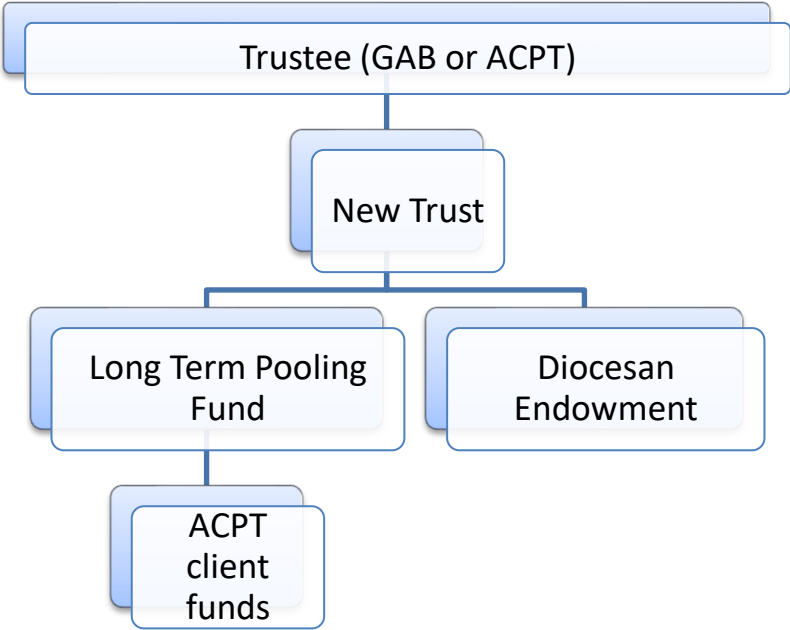 Trustee (GAB or ACPT)
New Trust
Long Term Pooling
Fund
Diocesan
Endowment
ACPT
client
funds